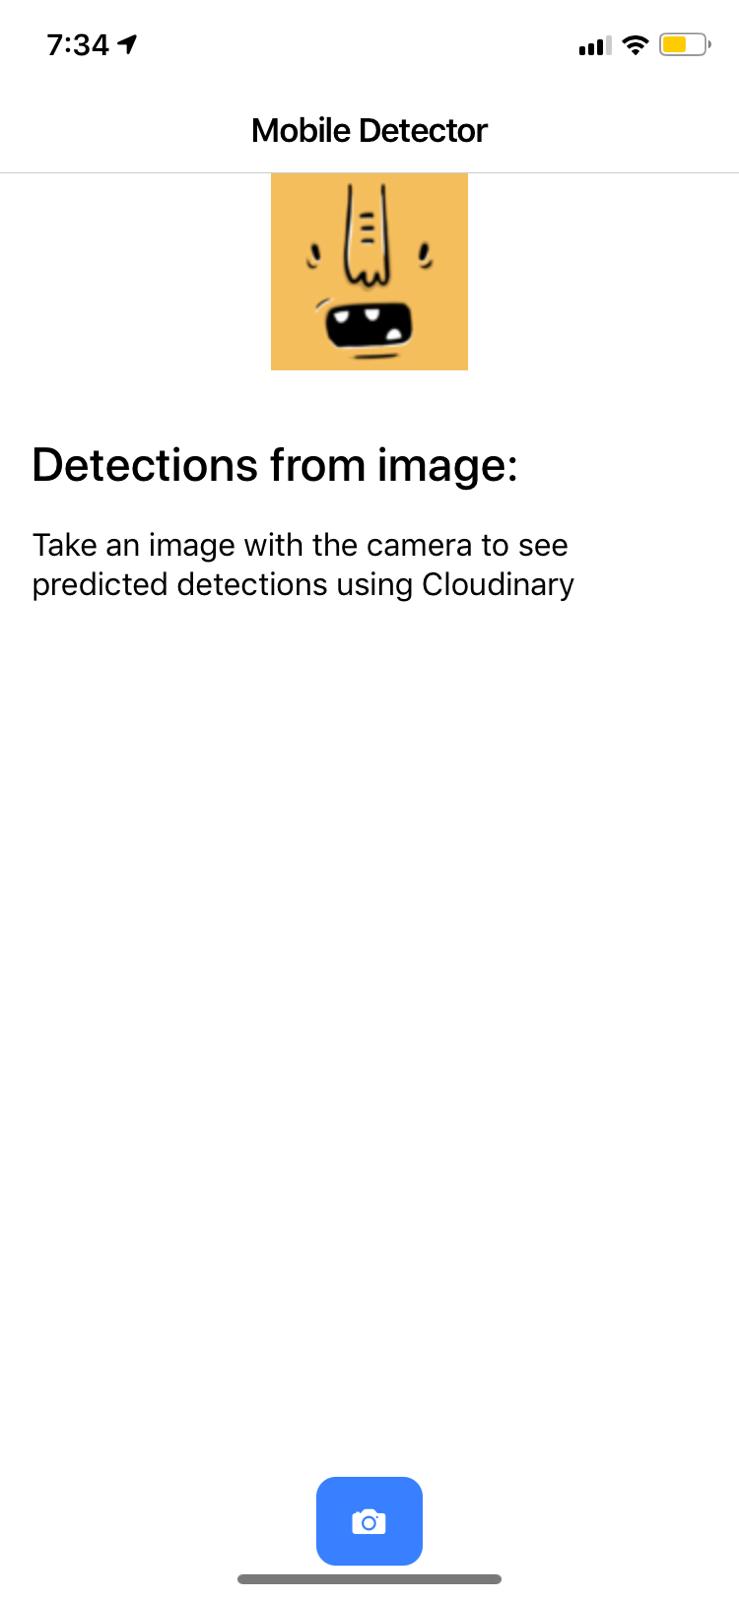 7:34
Mobile Detector
Detections from image:
Take an image with the camera to see
predicted detections using Cloudinary